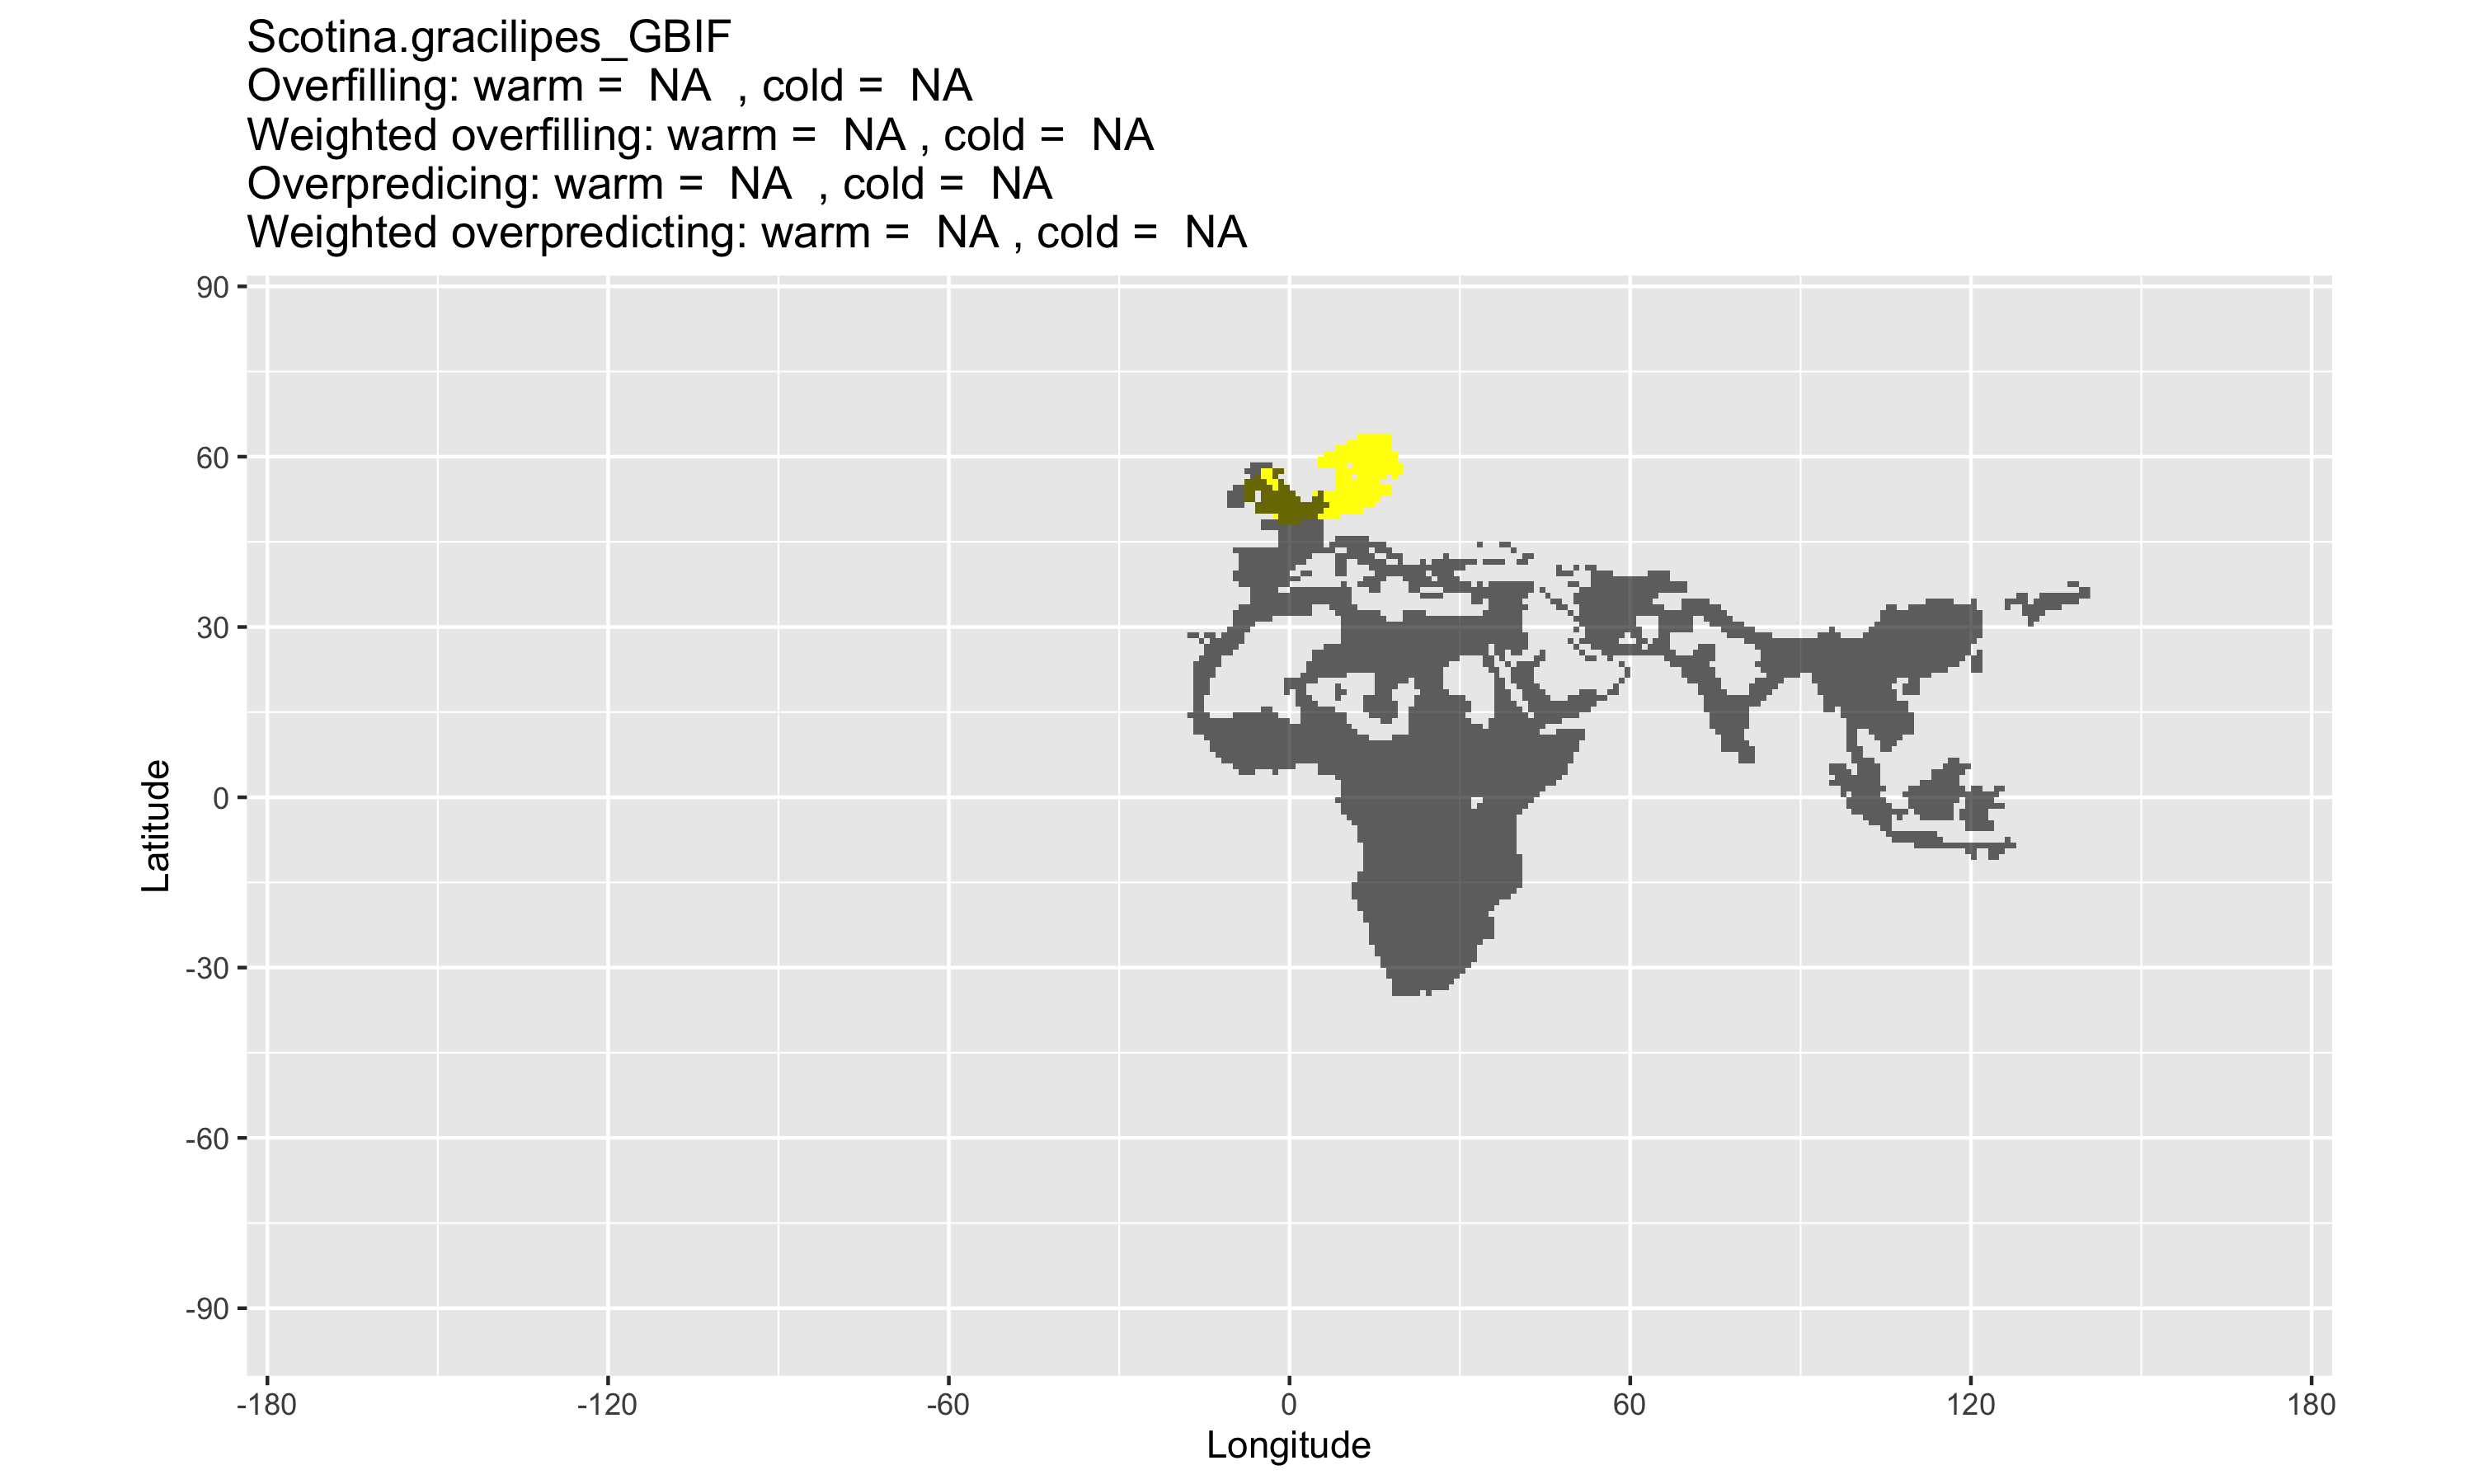 Scotina.gracilipes_GBIF
Overfilling: warm =  NA  , cold =  NA
Weighted overfilling: warm =  NA , cold =  NA
Overpredicing: warm =  NA  , cold =  NA
Weighted overpredicting: warm =  NA , cold =  NA
90
60
30
0
-30
-60
-90
Latitude
-180 -120 -60 0 60 120 180
Longitude